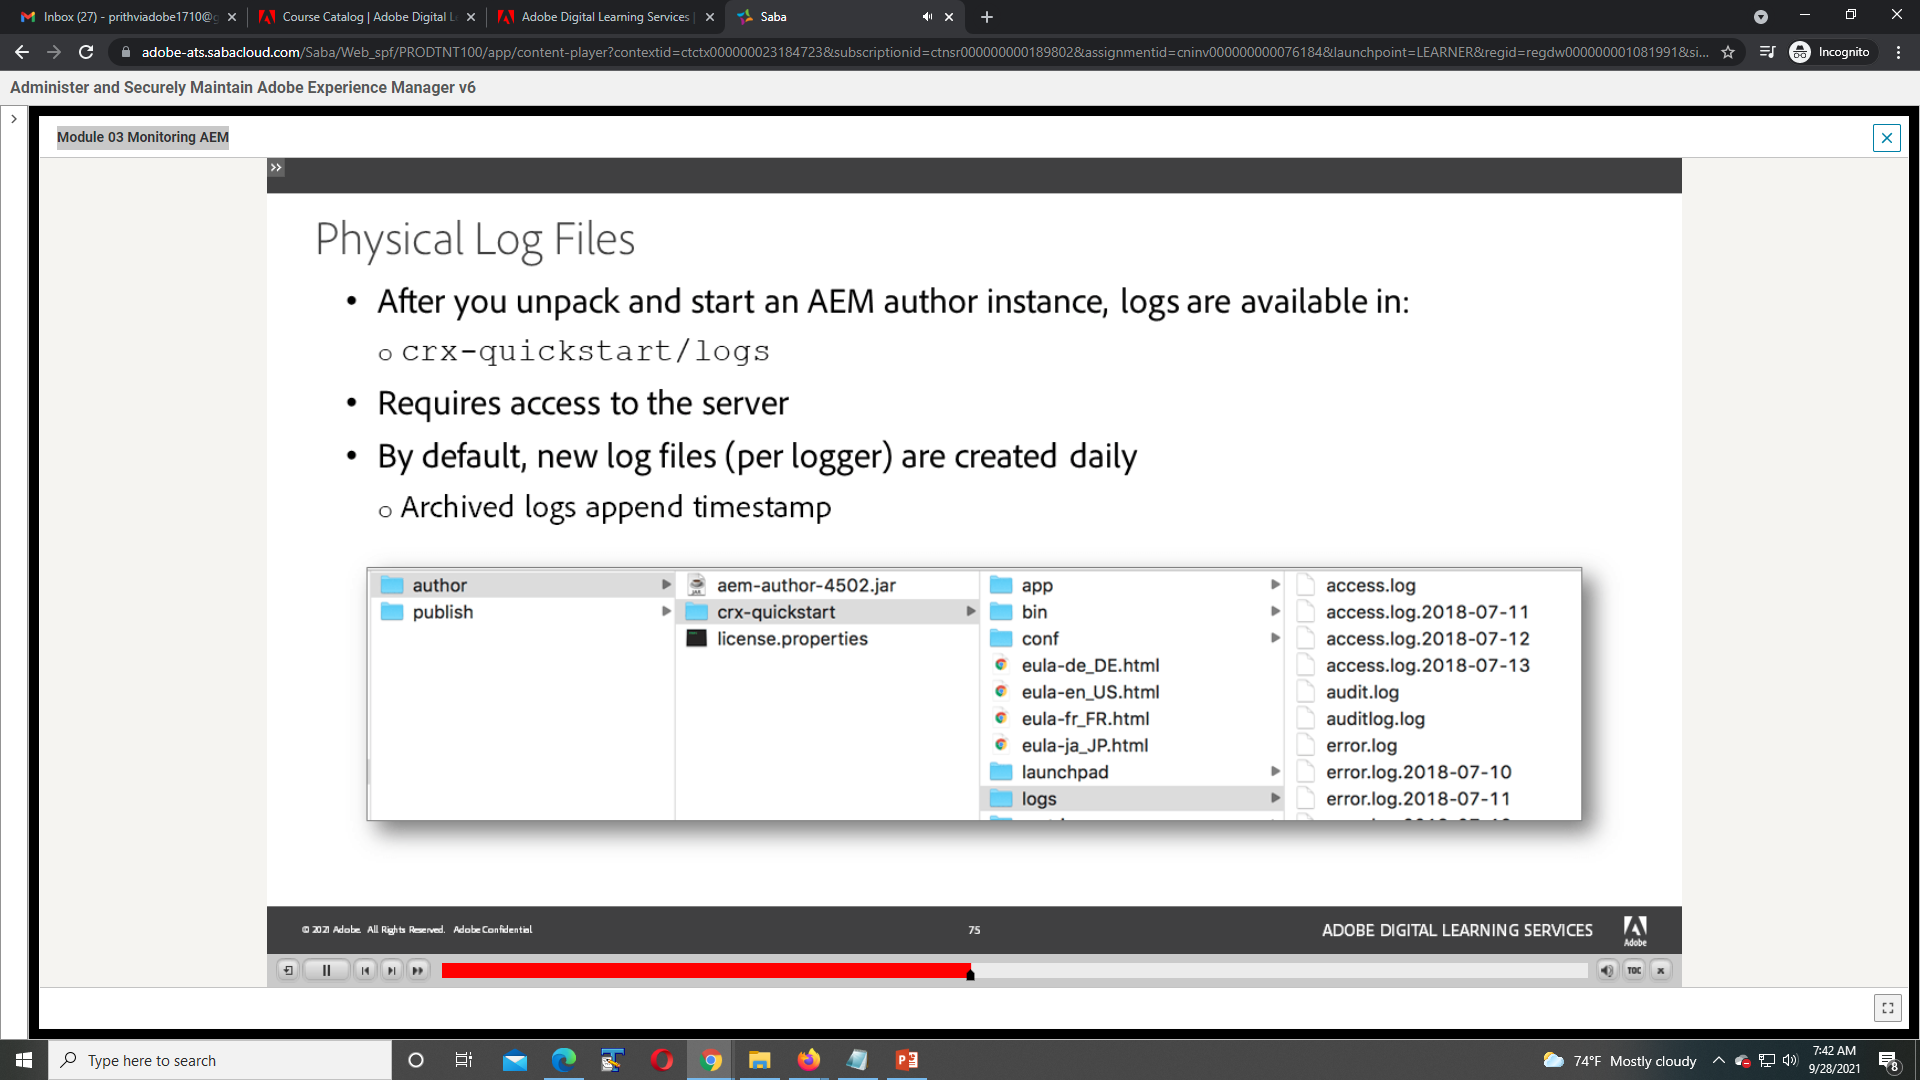 Inbox (27) - prithviadobe1710@g
Course Catalog | Adobe Digital L
Adobe Digital Learning Services |
Saba
adobe-ats.sabacloud.com/Saba/Web_spf/PRODTNT100/app/content-player?contextid=ctctx000000023184723&subscriptionid=ctnsr0000000000189802&assignmentid=cninv000000000076184&launchpoint=LEARNER&regid=regdw000000001081991&si...
Incognito
Administer and Securely Maintain Adobe Experience Manager v6
Module 03 Monitoring AEM
Physical Log Files
• After you unpack and start an AEM author instance, logs are available in:
o crx-quickstart/logs
• Requires access to the server
• By default, new log files (per logger) are created daily
o Archived logs append timestamp
author
publish
aem-author-4502.jar
crx-quickstart
license.properties
app
bin
conf
eula-de_DE.html
eula-en_US.html
eula-fr_FR.html
eula-ja_JP.html
launchpad
logs
access.log
access.log.2018-07-11
access.log.2018-07-12
access.log.2018-07-13
audit.log
auditlog.log
error.log
error.log.2018-07-10
error.log.2018-07-11
© 2021 Adobe. All Rights Reserved. Adobe Confidential
75
ADOBE DIGITAL LEARNING SERVICES
Adobe
TOC
Type here to search
74°F Mostly cloudy
7:42 AM
9/28/2021
8